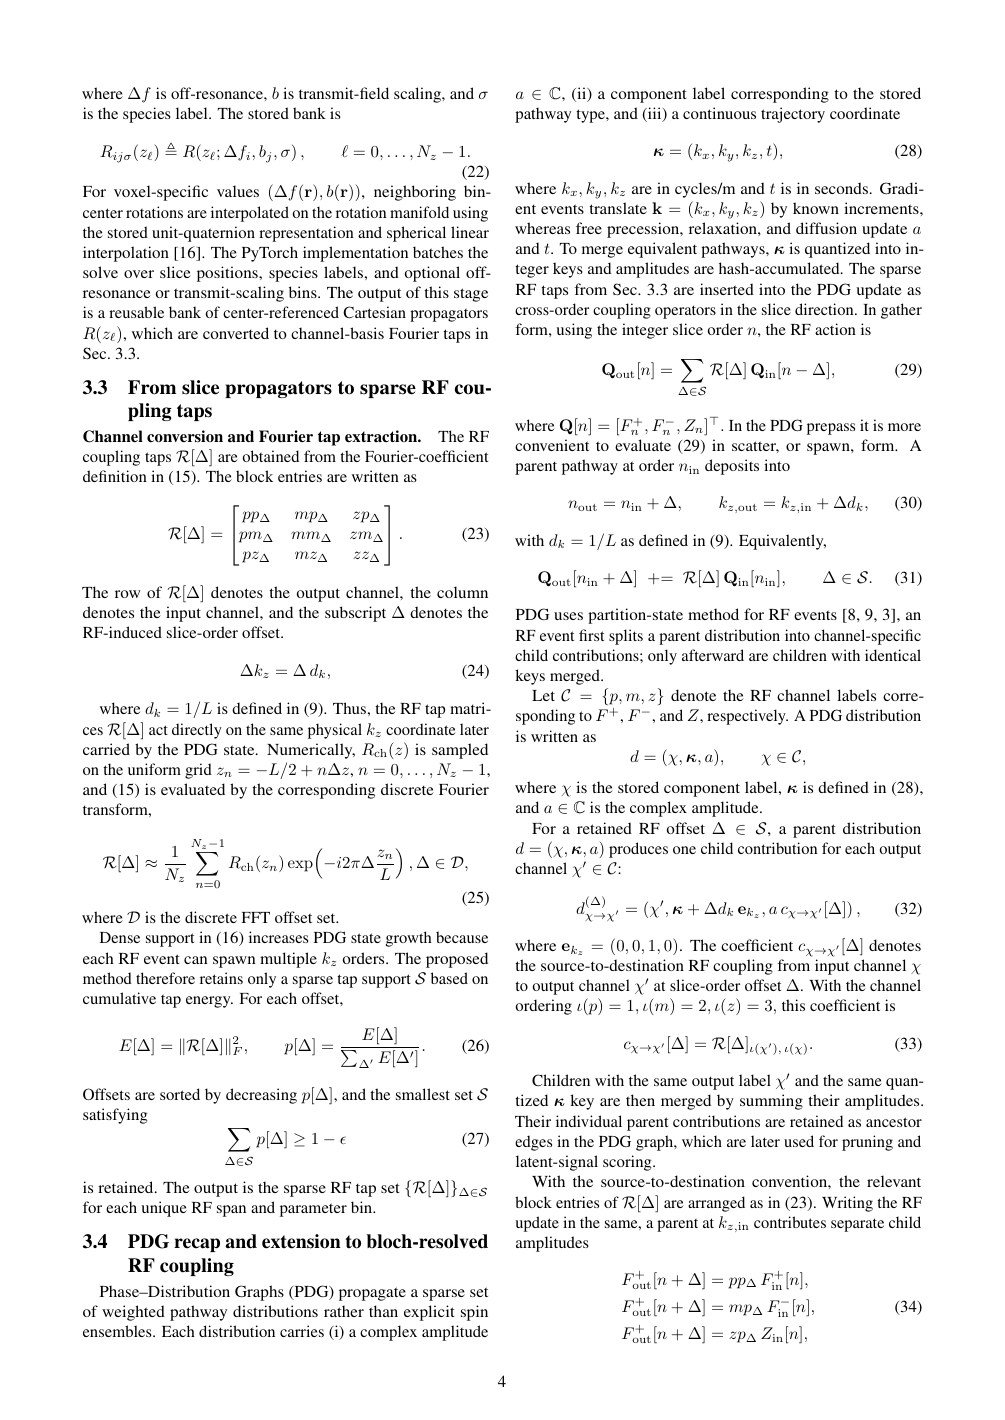 where Δf is off-resonance, b is transmit-field scaling, and σ
is the species label. The stored bank is
R_{ijσ}(z_ℓ) ≜ R(z_ℓ; Δf_i, b_j, σ) ,    ℓ = 0, . . . , N_z − 1.
(22)
For voxel-specific values (Δf(r), b(r)), neighboring bin-
center rotations are interpolated on the rotation manifold using
the stored unit-quaternion representation and spherical linear
interpolation [16]. The PyTorch implementation batches the
solve over slice positions, species labels, and optional off-
resonance or transmit-scaling bins. The output of this stage
is a reusable bank of center-referenced Cartesian propagators
R(z_ℓ), which are converted to channel-basis Fourier taps in
Sec. 3.3.
3.3 From slice propagators to sparse RF cou-
pling taps
Channel conversion and Fourier tap extraction. The RF
coupling taps ℛ[Δ] are obtained from the Fourier-coefficient
definition in (15). The block entries are written as
ℛ[Δ] = [pp_Δ mp_Δ zp_Δ; pm_Δ mm_Δ zm_Δ; pz_Δ mz_Δ zz_Δ] . (23)
The row of ℛ[Δ] denotes the output channel, the column
denotes the input channel, and the subscript Δ denotes the
RF-induced slice-order offset.
Δk_z = Δ d_k, (24)
where d_k = 1/L is defined in (9). Thus, the RF tap matri-
ces ℛ[Δ] act directly on the same physical k_z coordinate later
carried by the PDG state. Numerically, R_ch(z) is sampled
on the uniform grid z_n = −L/2 + nΔz, n = 0, . . . , N_z − 1,
and (15) is evaluated by the corresponding discrete Fourier
transform,
ℛ[Δ] ≈ 1/N_z ∑_{n=0}^{N_z−1} R_ch(z_n) exp(−i2πΔ z_n/L) , Δ ∈ 𝒟,
(25)
where 𝒟 is the discrete FFT offset set.
Dense support in (16) increases PDG state growth because
each RF event can spawn multiple k_z orders. The proposed
method therefore retains only a sparse tap support 𝒮 based on
cumulative tap energy. For each offset,
E[Δ] = ‖ℛ[Δ]‖²_F,    p[Δ] = E[Δ] / ∑_{Δ′} E[Δ′]. (26)
Offsets are sorted by decreasing p[Δ], and the smallest set 𝒮
satisfying
∑_{Δ∈𝒮} p[Δ] ≥ 1 − ϵ (27)
is retained. The output is the sparse RF tap set {ℛ[Δ]}_{Δ∈𝒮}
for each unique RF span and parameter bin.
3.4 PDG recap and extension to bloch-resolved
RF coupling
Phase–Distribution Graphs (PDG) propagate a sparse set
of weighted pathway distributions rather than explicit spin
ensembles. Each distribution carries (i) a complex amplitude
a ∈ ℂ, (ii) a component label corresponding to the stored
pathway type, and (iii) a continuous trajectory coordinate
κ = (k_x, k_y, k_z, t), (28)
where k_x, k_y, k_z are in cycles/m and t is in seconds. Gradi-
ent events translate k = (k_x, k_y, k_z) by known increments,
whereas free precession, relaxation, and diffusion update a
and t. To merge equivalent pathways, κ is quantized into in-
teger keys and amplitudes are hash-accumulated. The sparse
RF taps from Sec. 3.3 are inserted into the PDG update as
cross-order coupling operators in the slice direction. In gather
form, using the integer slice order n, the RF action is
Q_out[n] = ∑_{Δ∈𝒮} ℛ[Δ] Q_in[n − Δ], (29)
where Q[n] = [F_n^+, F_n^−, Z_n]^⊤. In the PDG prepass it is more
convenient to evaluate (29) in scatter, or spawn, form. A
parent pathway at order n_in deposits into
n_out = n_in + Δ,    k_{z,out} = k_{z,in} + Δd_k, (30)
with d_k = 1/L as defined in (9). Equivalently,
Q_out[n_in + Δ] += ℛ[Δ] Q_in[n_in],    Δ ∈ 𝒮. (31)
PDG uses partition-state method for RF events [8, 9, 3], an
RF event first splits a parent distribution into channel-specific
child contributions; only afterward are children with identical
keys merged.
Let 𝒞 = {p, m, z} denote the RF channel labels corre-
sponding to F^+, F^−, and Z, respectively. A PDG distribution
is written as
d = (χ, κ, a),    χ ∈ 𝒞,
where χ is the stored component label, κ is defined in (28),
and a ∈ ℂ is the complex amplitude.
For a retained RF offset Δ ∈ 𝒮, a parent distribution
d = (χ, κ, a) produces one child contribution for each output
channel χ′ ∈ 𝒞:
d^{(Δ)}_{χ→χ′} = (χ′, κ + Δd_k e_{k_z}, a c_{χ→χ′}[Δ]) , (32)
where e_{k_z} = (0, 0, 1, 0). The coefficient c_{χ→χ′}[Δ] denotes
the source-to-destination RF coupling from input channel χ
to output channel χ′ at slice-order offset Δ. With the channel
ordering ι(p) = 1, ι(m) = 2, ι(z) = 3, this coefficient is
c_{χ→χ′}[Δ] = ℛ[Δ]_{ι(χ′), ι(χ)}. (33)
Children with the same output label χ′ and the same quan-
tized κ key are then merged by summing their amplitudes.
Their individual parent contributions are retained as ancestor
edges in the PDG graph, which are later used for pruning and
latent-signal scoring.
With the source-to-destination convention, the relevant
block entries of ℛ[Δ] are arranged as in (23). Writing the RF
update in the same, a parent at k_{z,in} contributes separate child
amplitudes
F^+_out[n + Δ] = pp_Δ F^+_in[n],
F^+_out[n + Δ] = mp_Δ F^−_in[n], (34)
F^+_out[n + Δ] = zp_Δ Z_in[n],
4